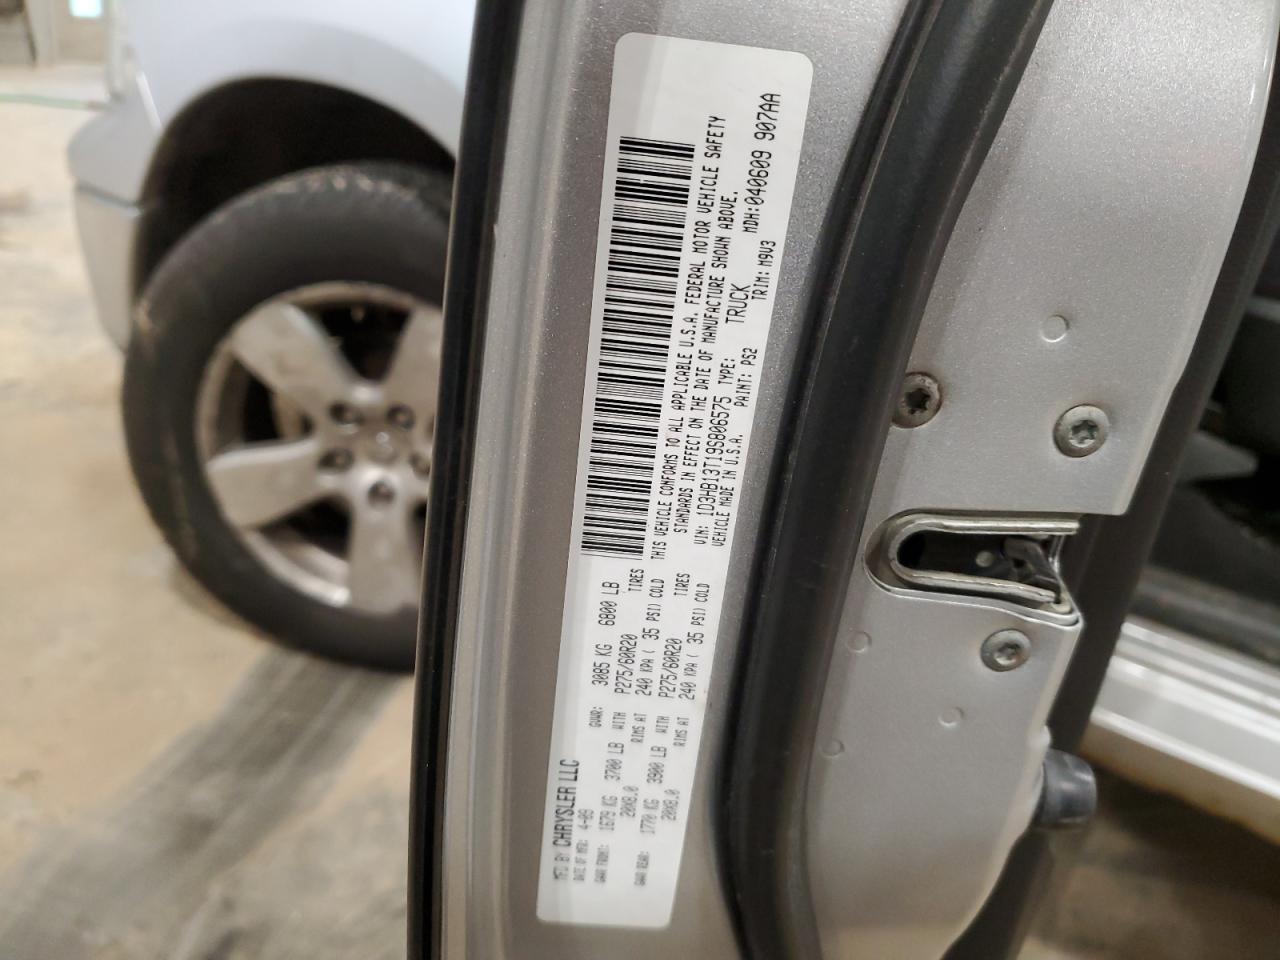 MFD BY CHRYSLER LLC
DATE OF MFR: 4-09 GVWR: 3085 KG 6800 LB
GAWR FRONT: 1679 KG 3700 LB WITH P275/60R20 TIRES
20X8.0 RIMS AT 240 KPA ( 35 PSI) COLD
GAWR REAR: 1770 KG 3900 LB WITH P275/60R20 TIRES
20X8.0 RIMS AT 240 KPA ( 35 PSI) COLD
THIS VEHICLE CONFORMS TO ALL APPLICABLE U.S.A. FEDERAL MOTOR VEHICLE SAFETY
STANDARDS IN EFFECT ON THE DATE OF MANUFACTURE SHOWN ABOVE.
VIN: 1D3HB13T19S806575 TYPE: TRUCK MDH:040609 907AA
VEHICLE MADE IN U.S.A. PAINT: PS2 TRIM: M9V3